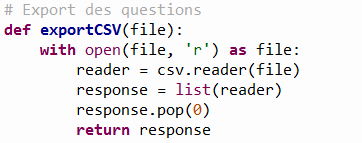 # Export des questions
def exportCSV(file):
    with open(file, 'r') as file:
        reader = csv.reader(file)
        response = list(reader)
        response.pop(0)
        return response